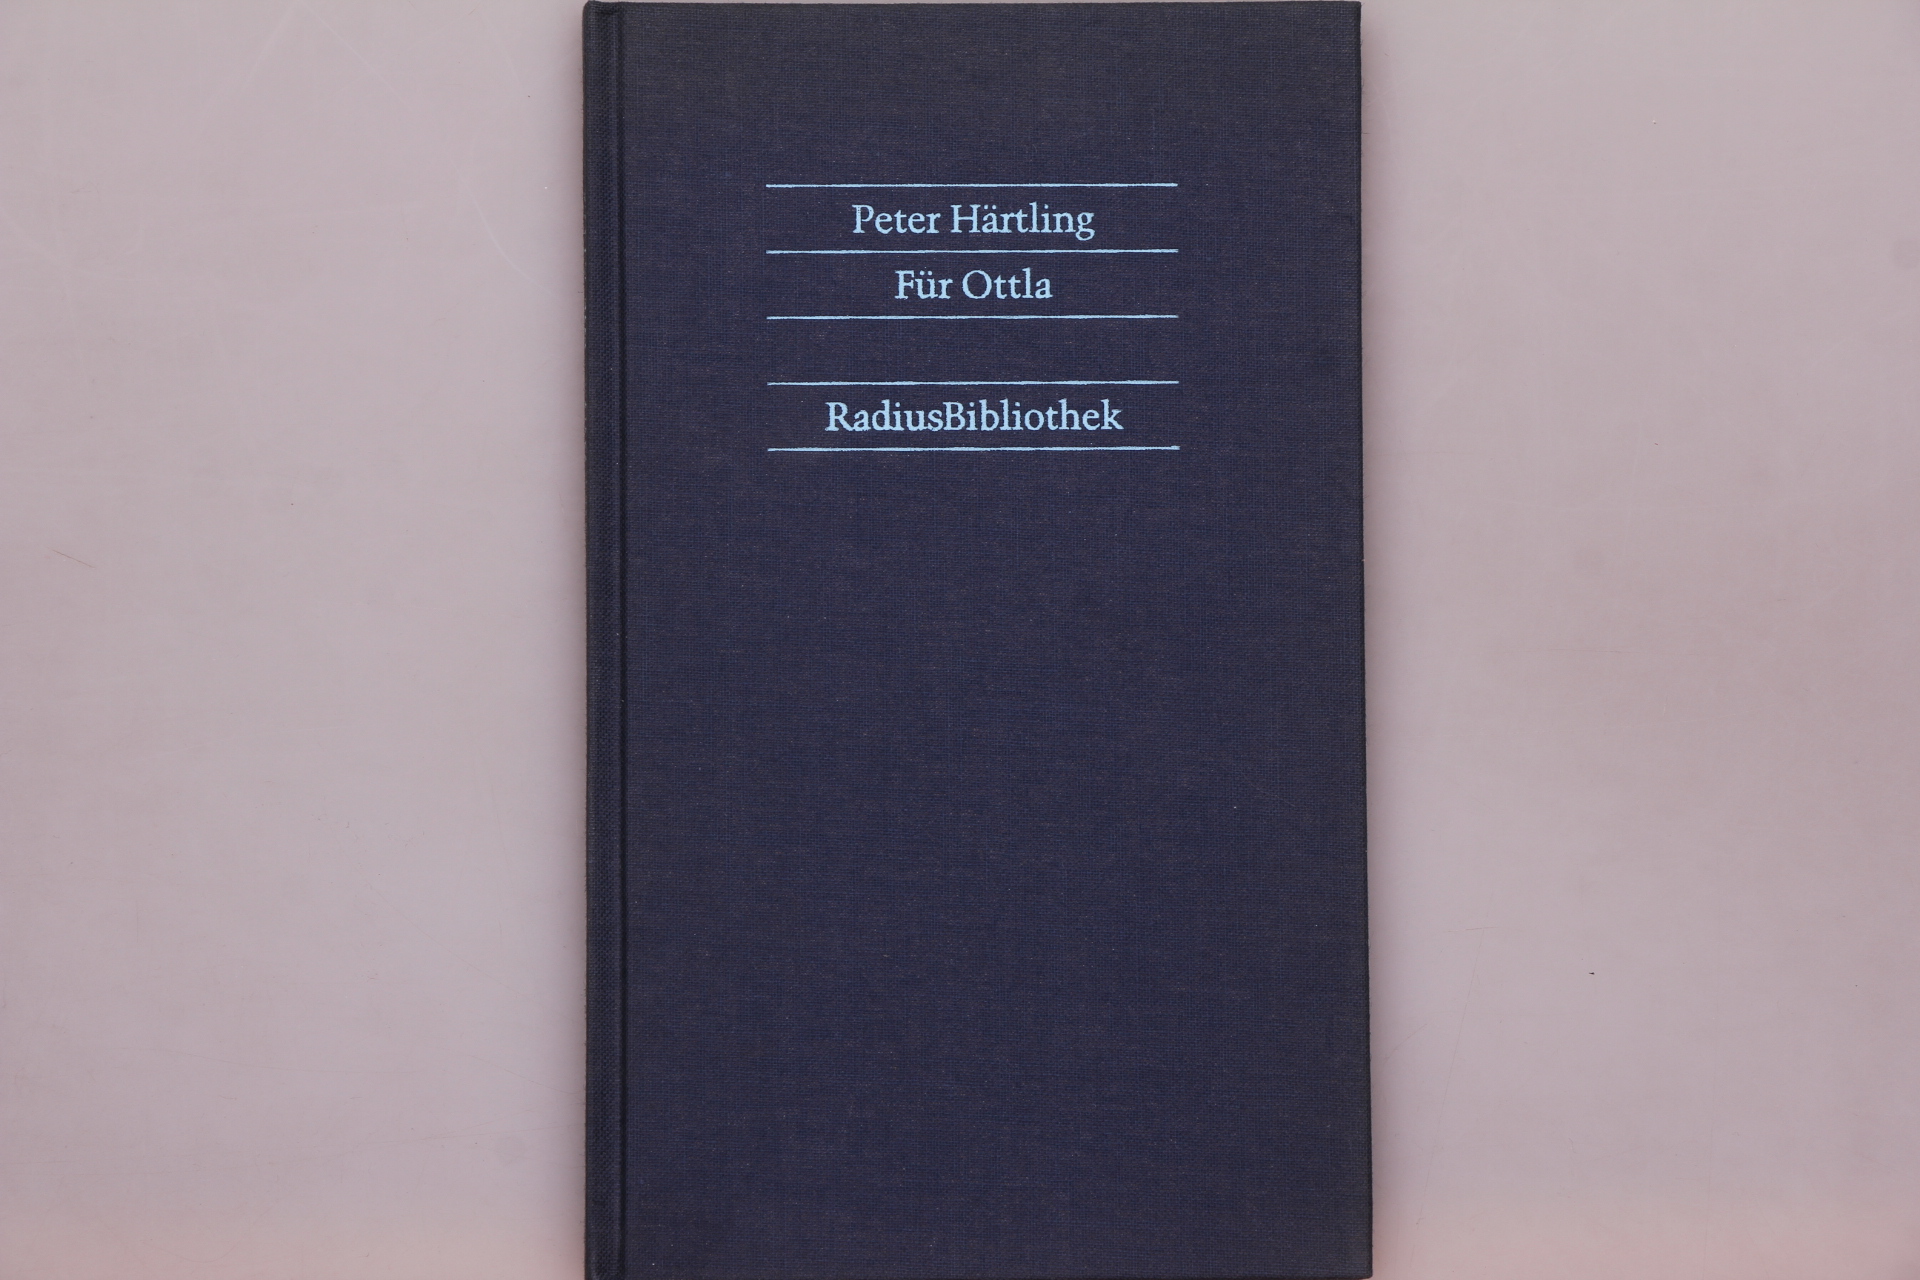 Peter Härtling
Für Ottla
RadiusBibliothek